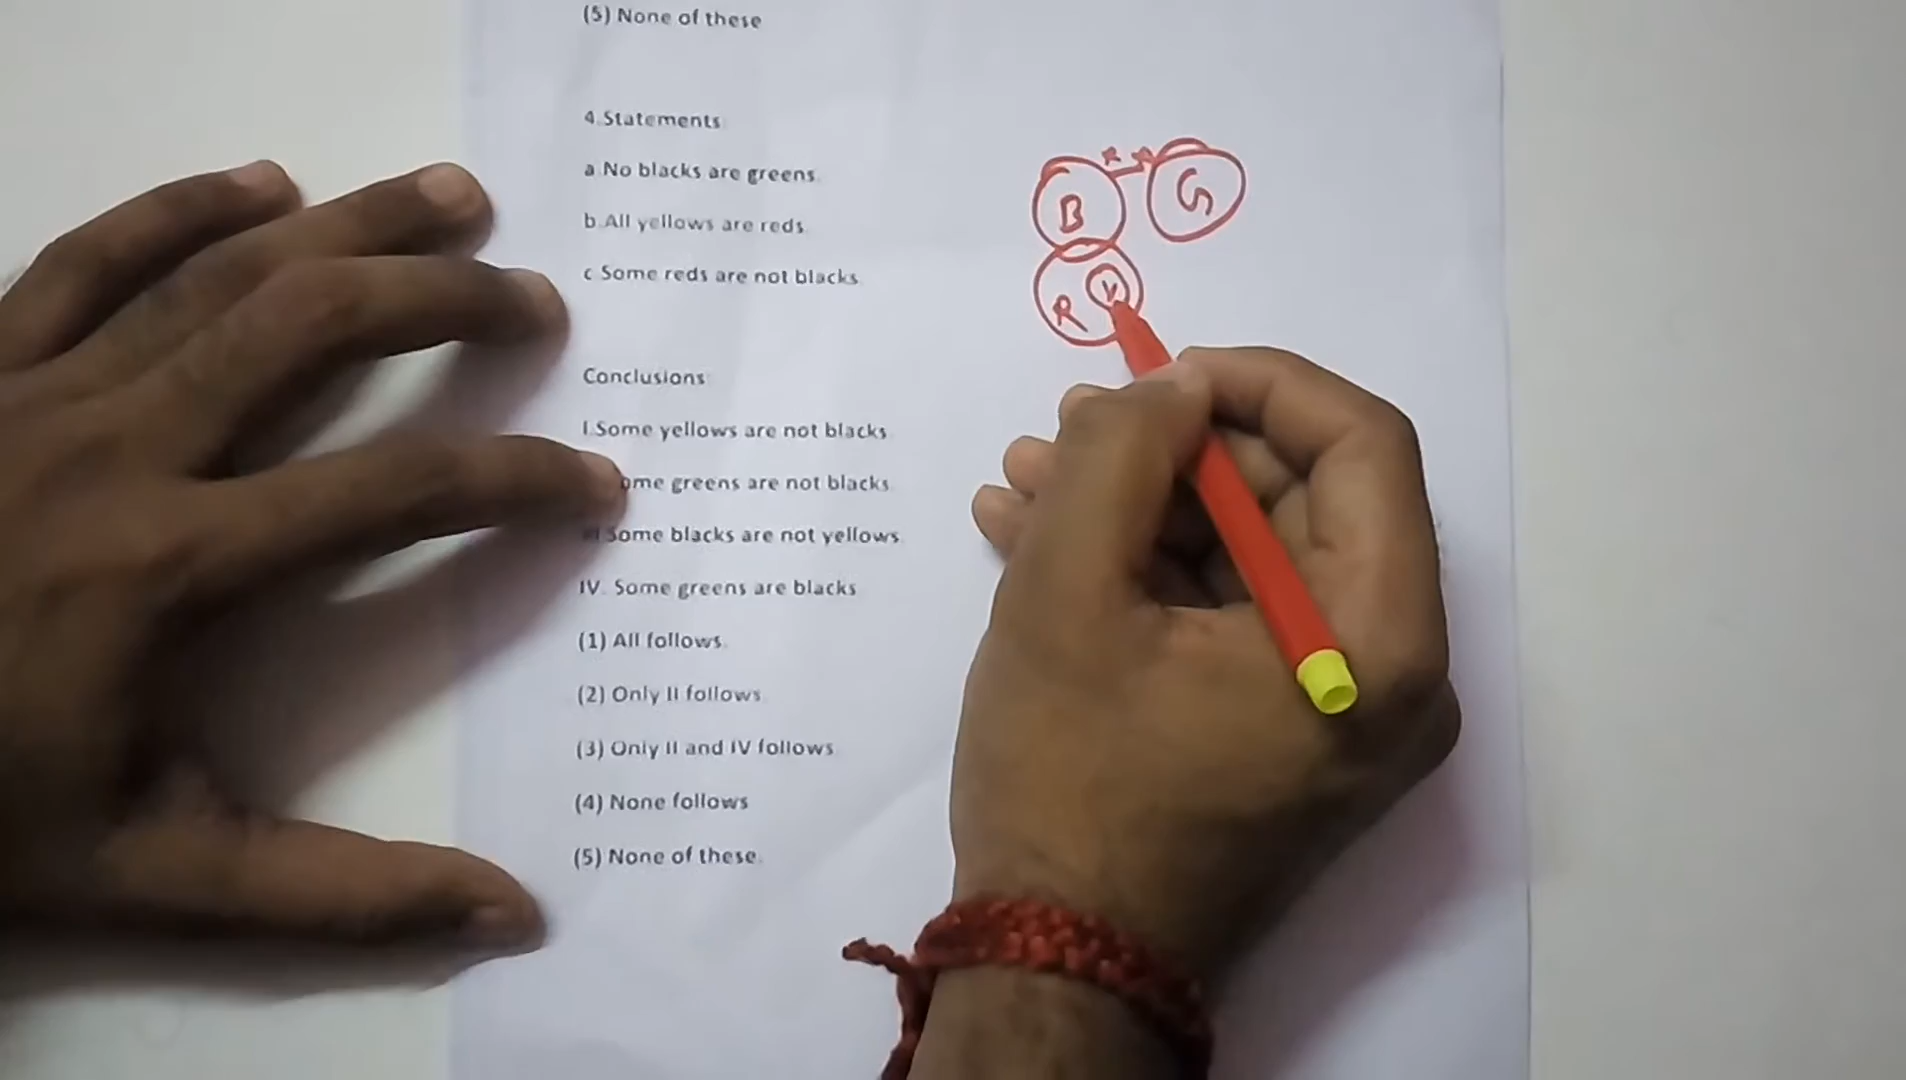 (5) None of these
4.Statements
a.No blacks are greens.
b.All yellows are reds.
c.Some reds are not blacks.
B
G
R
Y
Conclusions
I.Some yellows are not blacks.
ome greens are not blacks.
Some blacks are not yellows.
IV. Some greens are blacks
(1) All follows.
(2) Only II follows.
(3) Only II and IV follows.
(4) None follows
(5) None of these.